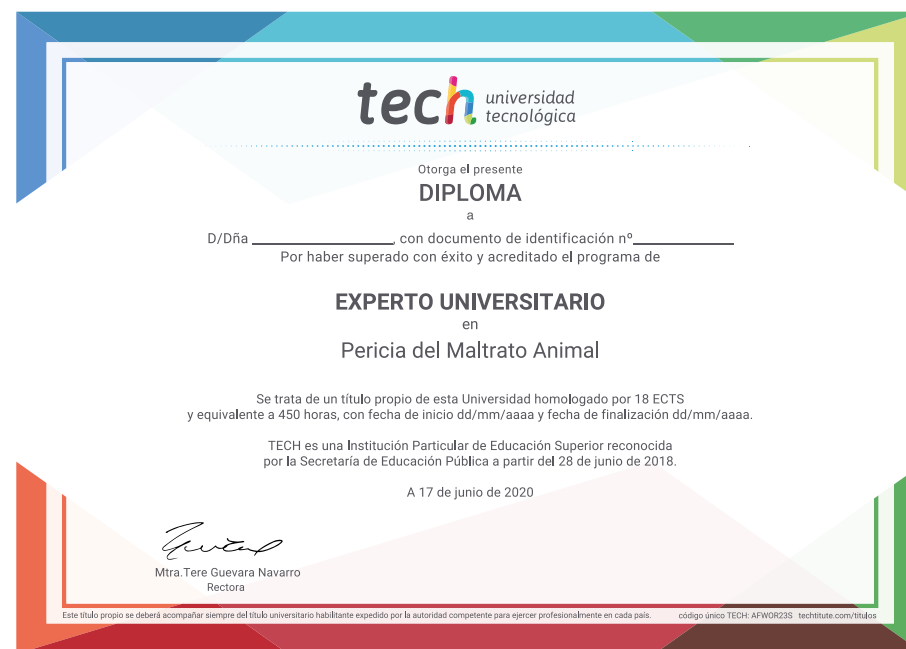 tech universidad
tecnológica
Otorga el presente
DIPLOMA
a
D/Dña ____________, con documento de identificación nº____________
Por haber superado con éxito y acreditado el programa de
EXPERTO UNIVERSITARIO
en
Pericia del Maltrato Animal
Se trata de un título propio de esta Universidad homologado por 18 ECTS
y equivalente a 450 horas, con fecha de inicio dd/mm/aaaa y fecha de finalización dd/mm/aaaa.
TECH es una Institución Particular de Educación Superior reconocida
por la Secretaría de Educación Pública a partir del 28 de junio de 2018.
A 17 de junio de 2020
Mtra.Tere Guevara Navarro
Rectora
Este título propio se deberá acompañar siempre del título universitario habilitante expedido por la autoridad competente para ejercer profesionalmente en cada país. código único TECH: AFWOR23S techtitute.com/titulos